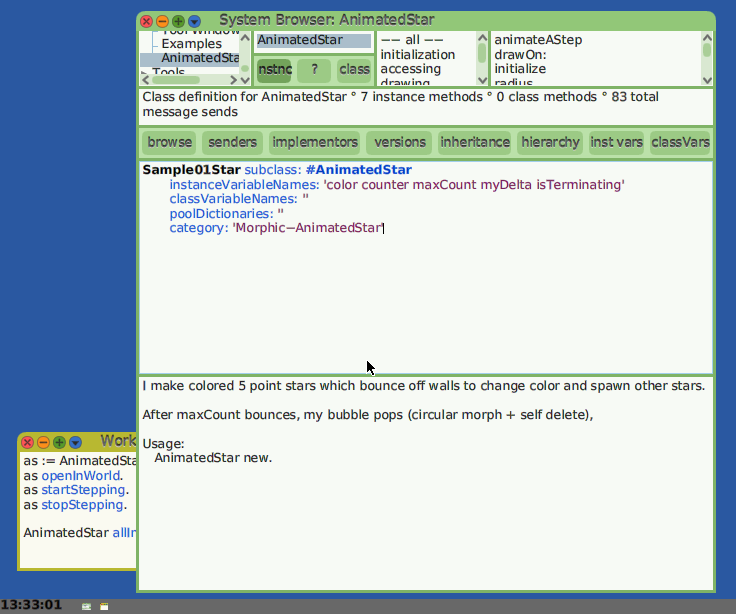 System Browser: AnimatedStar
Examples
AnimatedSta
Tools
AnimatedStar
nstnc ? class
-- all --
initialization
accessing
drawing
animateAStep
drawOn:
initialize
radius
Class definition for AnimatedStar ° 7 instance methods ° 0 class methods ° 83 total
message sends
browse senders implementors versions inheritance hierarchy inst vars classVars
Sample01Star subclass: #AnimatedStar
instanceVariableNames: 'color counter maxCount myDelta isTerminating'
classVariableNames: ''
poolDictionaries: ''
category: 'Morphic−AnimatedStar'
I make colored 5 point stars which bounce off walls to change color and spawn other stars.
After maxCount bounces, my bubble pops (circular morph + self delete),
Usage:
AnimatedStar new.
Work
as := AnimatedSta
as openInWorld.
as startStepping.
as stopStepping.
AnimatedStar allIn
13:33:01